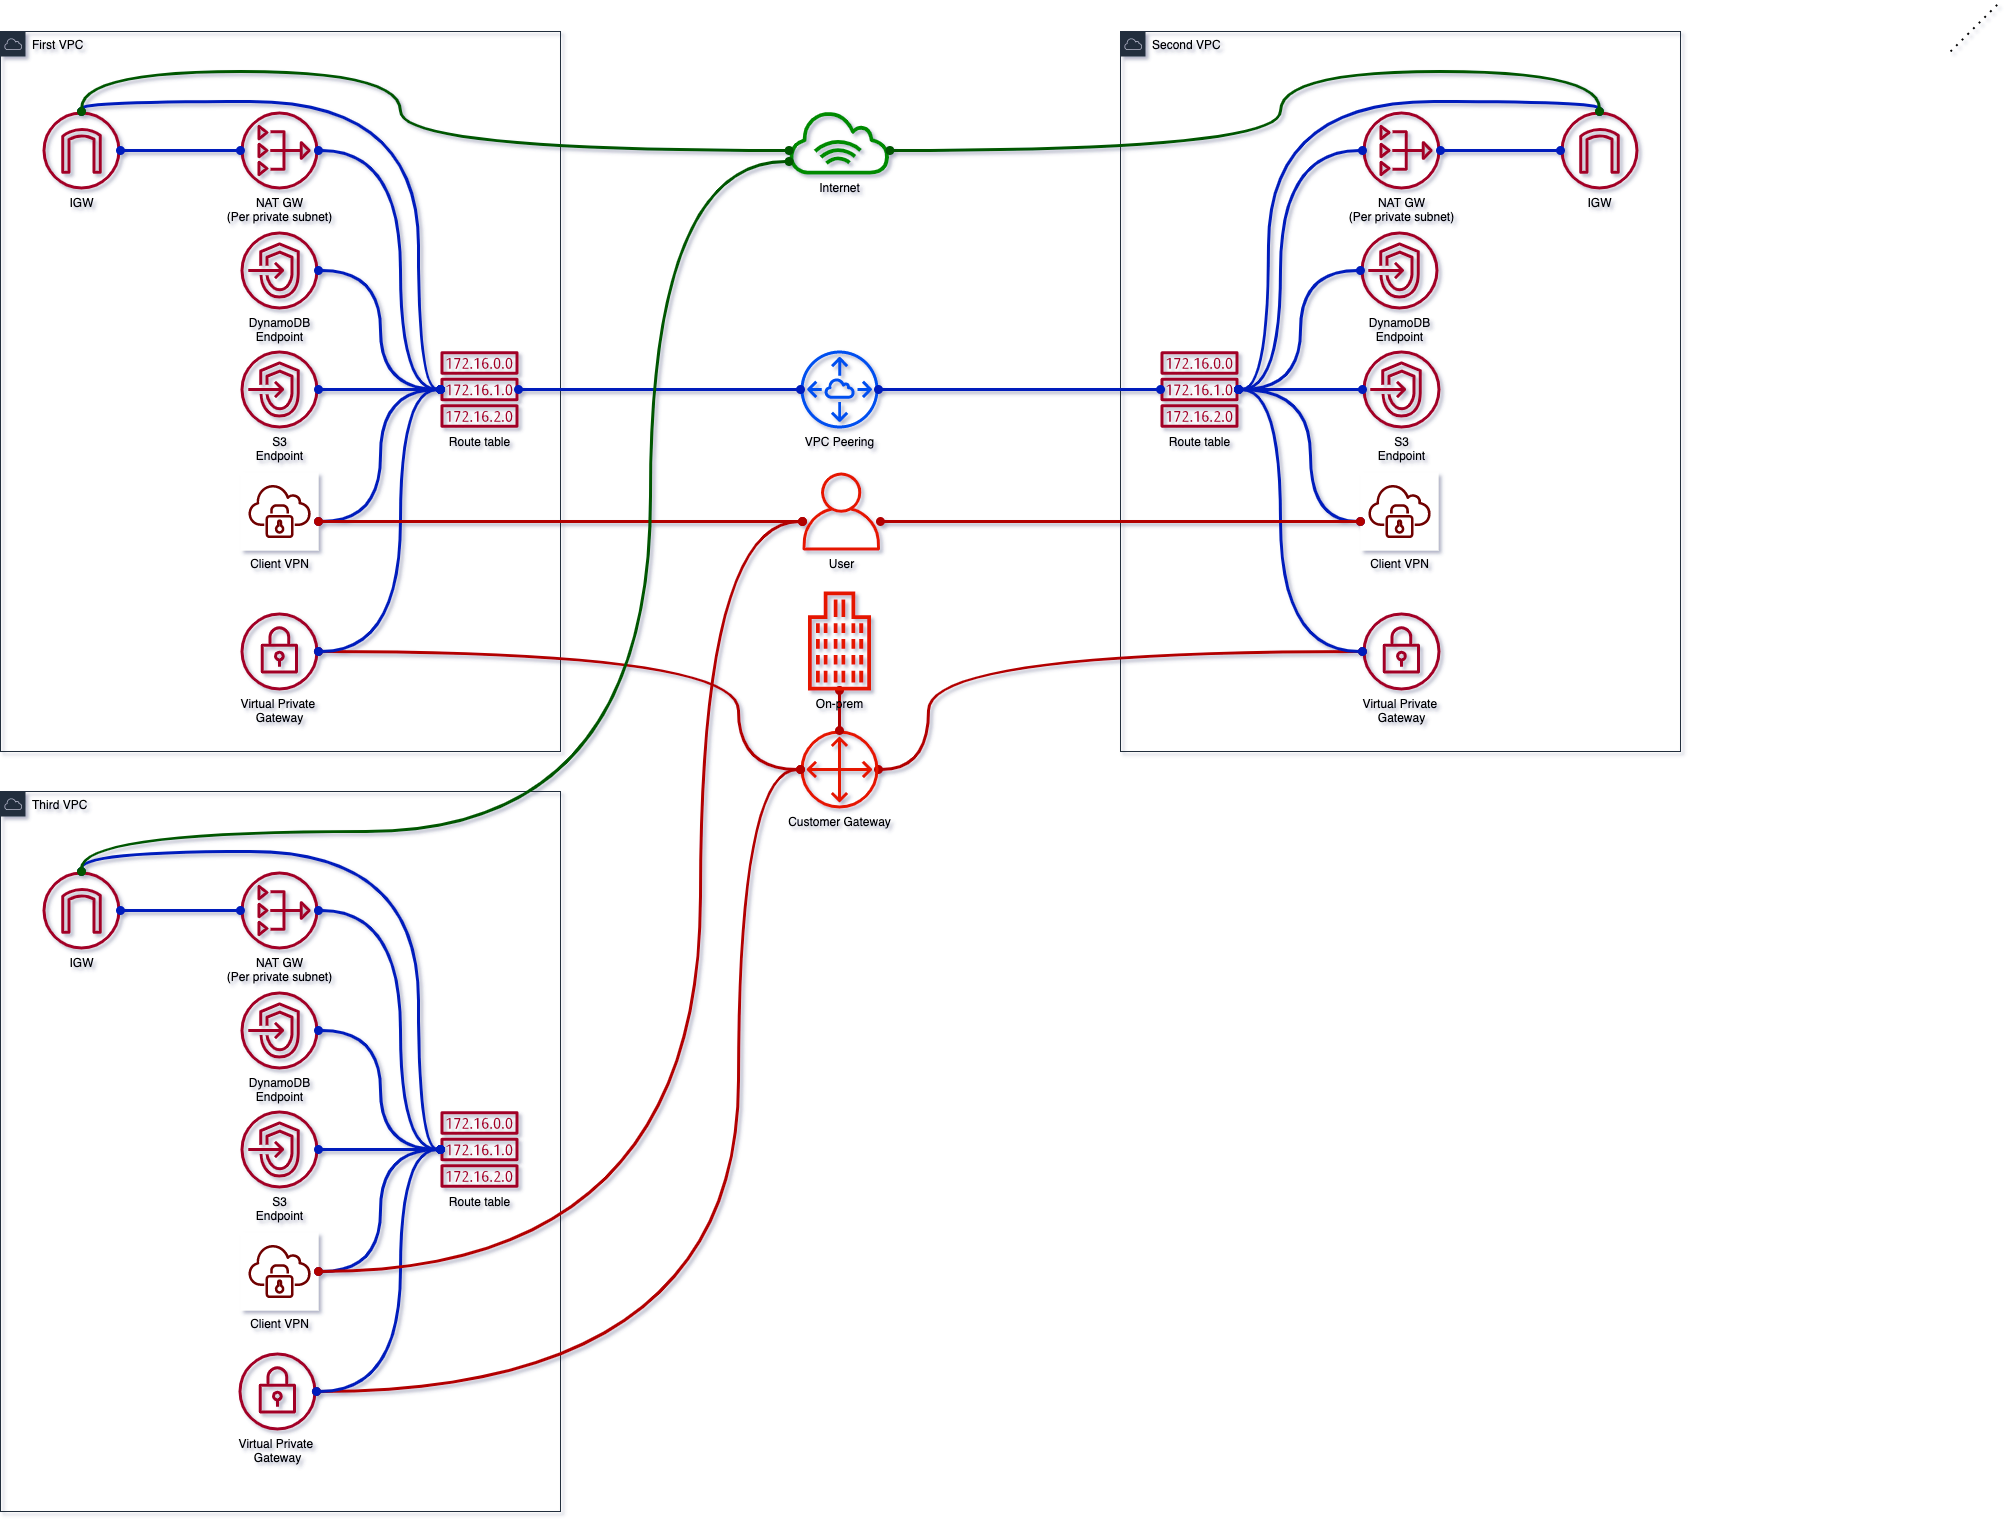 First VPC
IGW
NAT GW
(Per private subnet)
DynamoDB
Endpoint
S3
Endpoint
172.16.0.0
172.16.1.0
172.16.2.0
Route table
Client VPN
Virtual Private
Gateway
Internet
VPC Peering
User
On-prem
Customer Gateway
Second VPC
NAT GW
(Per private subnet)
IGW
DynamoDB
Endpoint
172.16.0.0
172.16.1.0
172.16.2.0
Route table
S3
Endpoint
Client VPN
Virtual Private
Gateway
Third VPC
IGW
NAT GW
(Per private subnet)
DynamoDB
Endpoint
S3
Endpoint
172.16.0.0
172.16.1.0
172.16.2.0
Route table
Client VPN
Virtual Private
Gateway